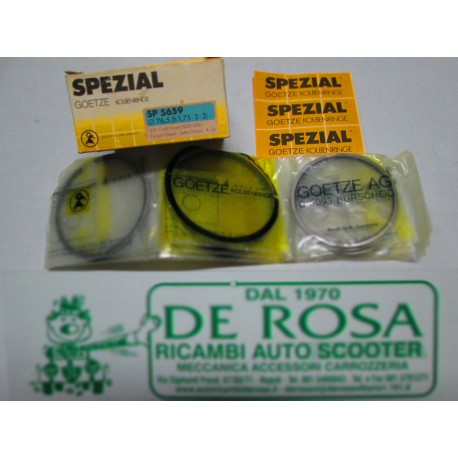 SPEZIAL
GOETZE KOLBENRINGE
SP 5659
SPEZIAL
GOETZE KOLBENRINGE
SPEZIAL
GOETZE KOLBENRINGE
SPEZIAL
GOETZE KOLBENRINGE
GOETZE
KOLBENRINGE
GOETZE AG
BURSCHEID
DAL 1970
DE ROSA
RICAMBI AUTO SCOOTER
MECCANICA ACCESSORI CARROZZERIA